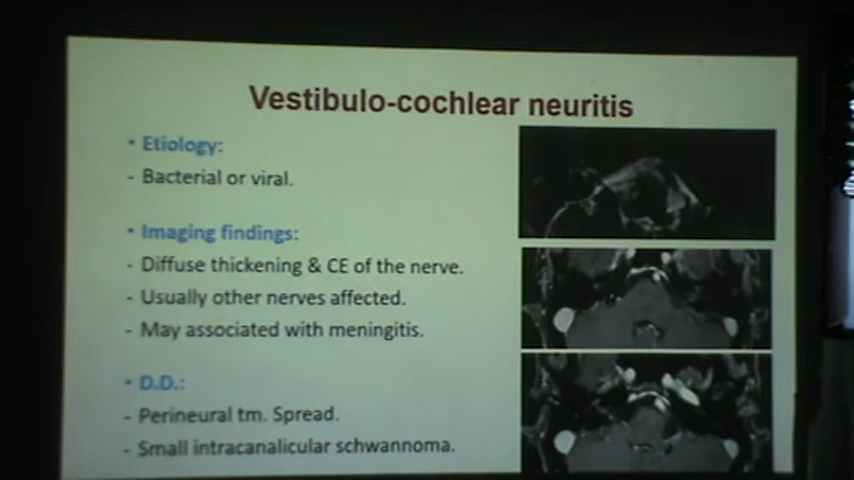 Vestibulo-cochlear neuritis
• Etiology:
- Bacterial or viral.
• Imaging findings:
- Diffuse thickening & CE of the nerve.
- Usually other nerves affected.
- May associated with meningitis.
• D.D.:
- Perineural tm. Spread.
- Small intracanalicular schwannoma.